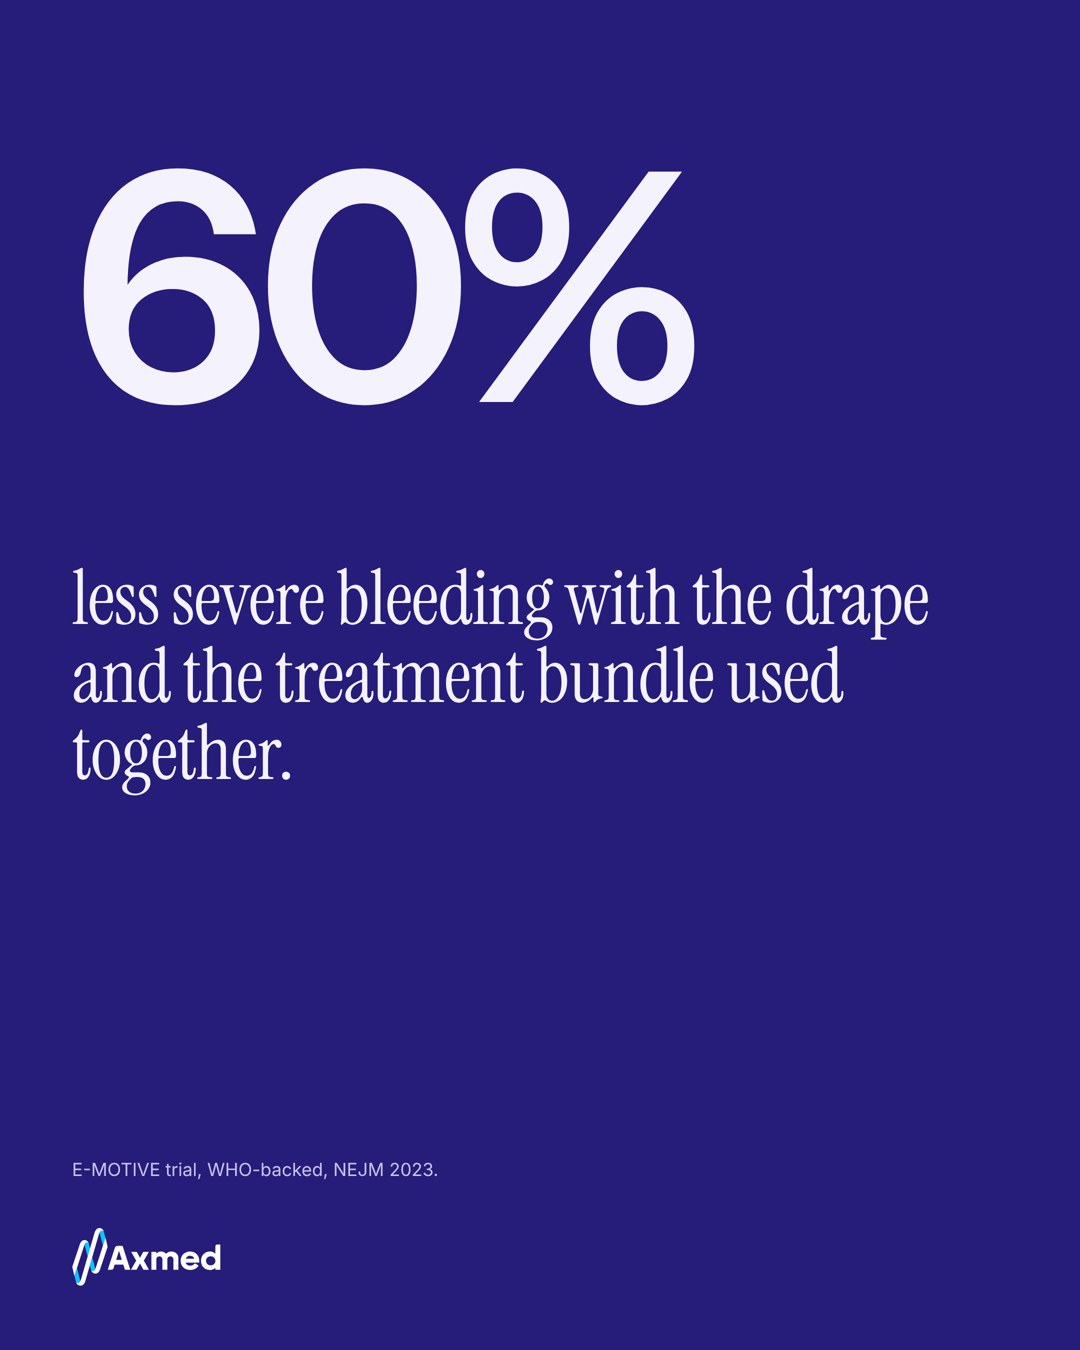 60%
less severe bleeding with the drape
and the treatment bundle used
together.
E-MOTIVE trial, WHO-backed, NEJM 2023.
Axmed